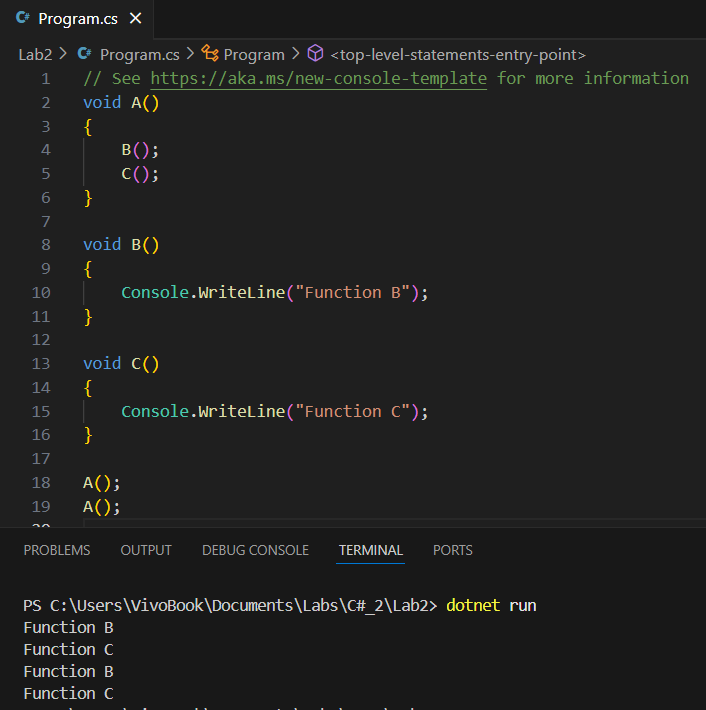 C# Program.cs ×
Lab2 > C# Program.cs > Program > <top-level-statements-entry-point>
1 // See https://aka.ms/new-console-template for more information
2 void A()
3 {
4 B();
5 C();
6 }
7
8 void B()
9 {
10 Console.WriteLine("Function B");
11 }
12
13 void C()
14 {
15 Console.WriteLine("Function C");
16 }
17
18 A();
19 A();
20
PROBLEMS OUTPUT DEBUG CONSOLE TERMINAL PORTS
PS C:\Users\VivoBook\Documents\Labs\C#_2\Lab2> dotnet run
Function B
Function C
Function B
Function C